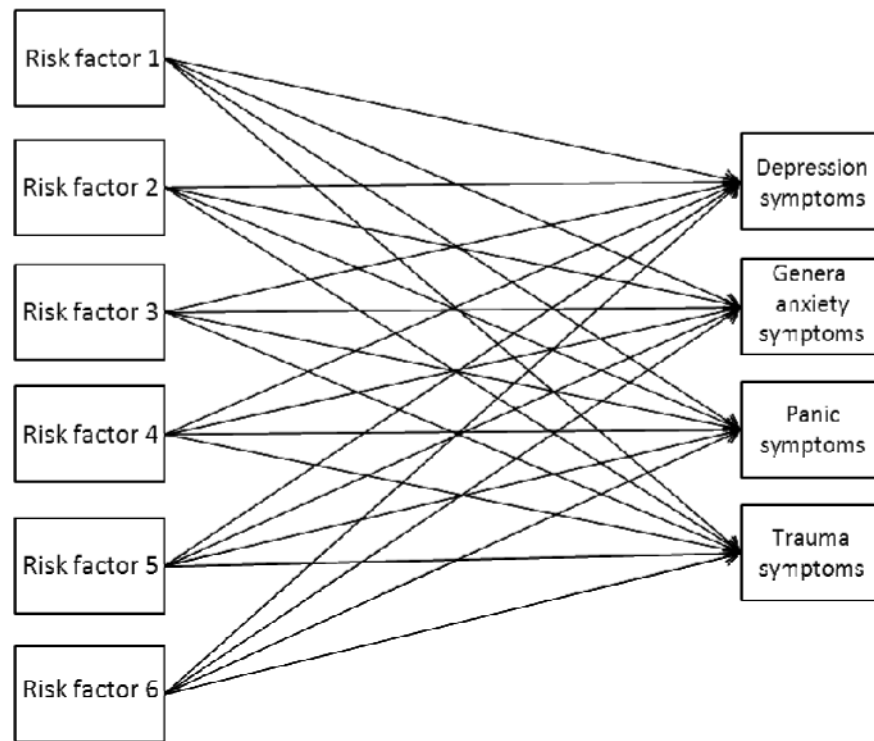 Risk factor 1
Risk factor 2
Risk factor 3
Risk factor 4
Risk factor 5
Risk factor 6
Depression
symptoms
Genera
anxiety
symptoms
Panic
symptoms
Trauma
symptoms